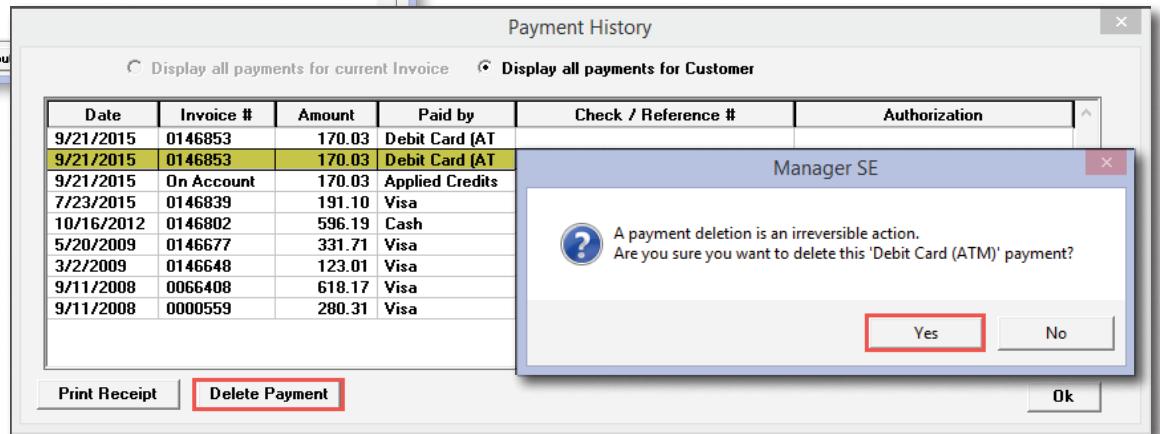 Payment History
Display all payments for current Invoice Display all payments for Customer
Date Invoice # Amount Paid by Check / Reference # Authorization
9/21/2015 0146853 170.03 Debit Card (AT
9/21/2015 0146853 170.03 Debit Card (AT
9/21/2015 On Account 170.03 Applied Credits
7/23/2015 0146839 191.10 Visa
10/16/2012 0146802 596.19 Cash
5/20/2009 0146677 331.71 Visa
3/2/2009 0146648 123.01 Visa
9/11/2008 0066408 618.17 Visa
9/11/2008 0000559 280.31 Visa
Manager SE
A payment deletion is an irreversible action.
Are you sure you want to delete this 'Debit Card (ATM)' payment?
Yes No
Print Receipt Delete Payment Ok